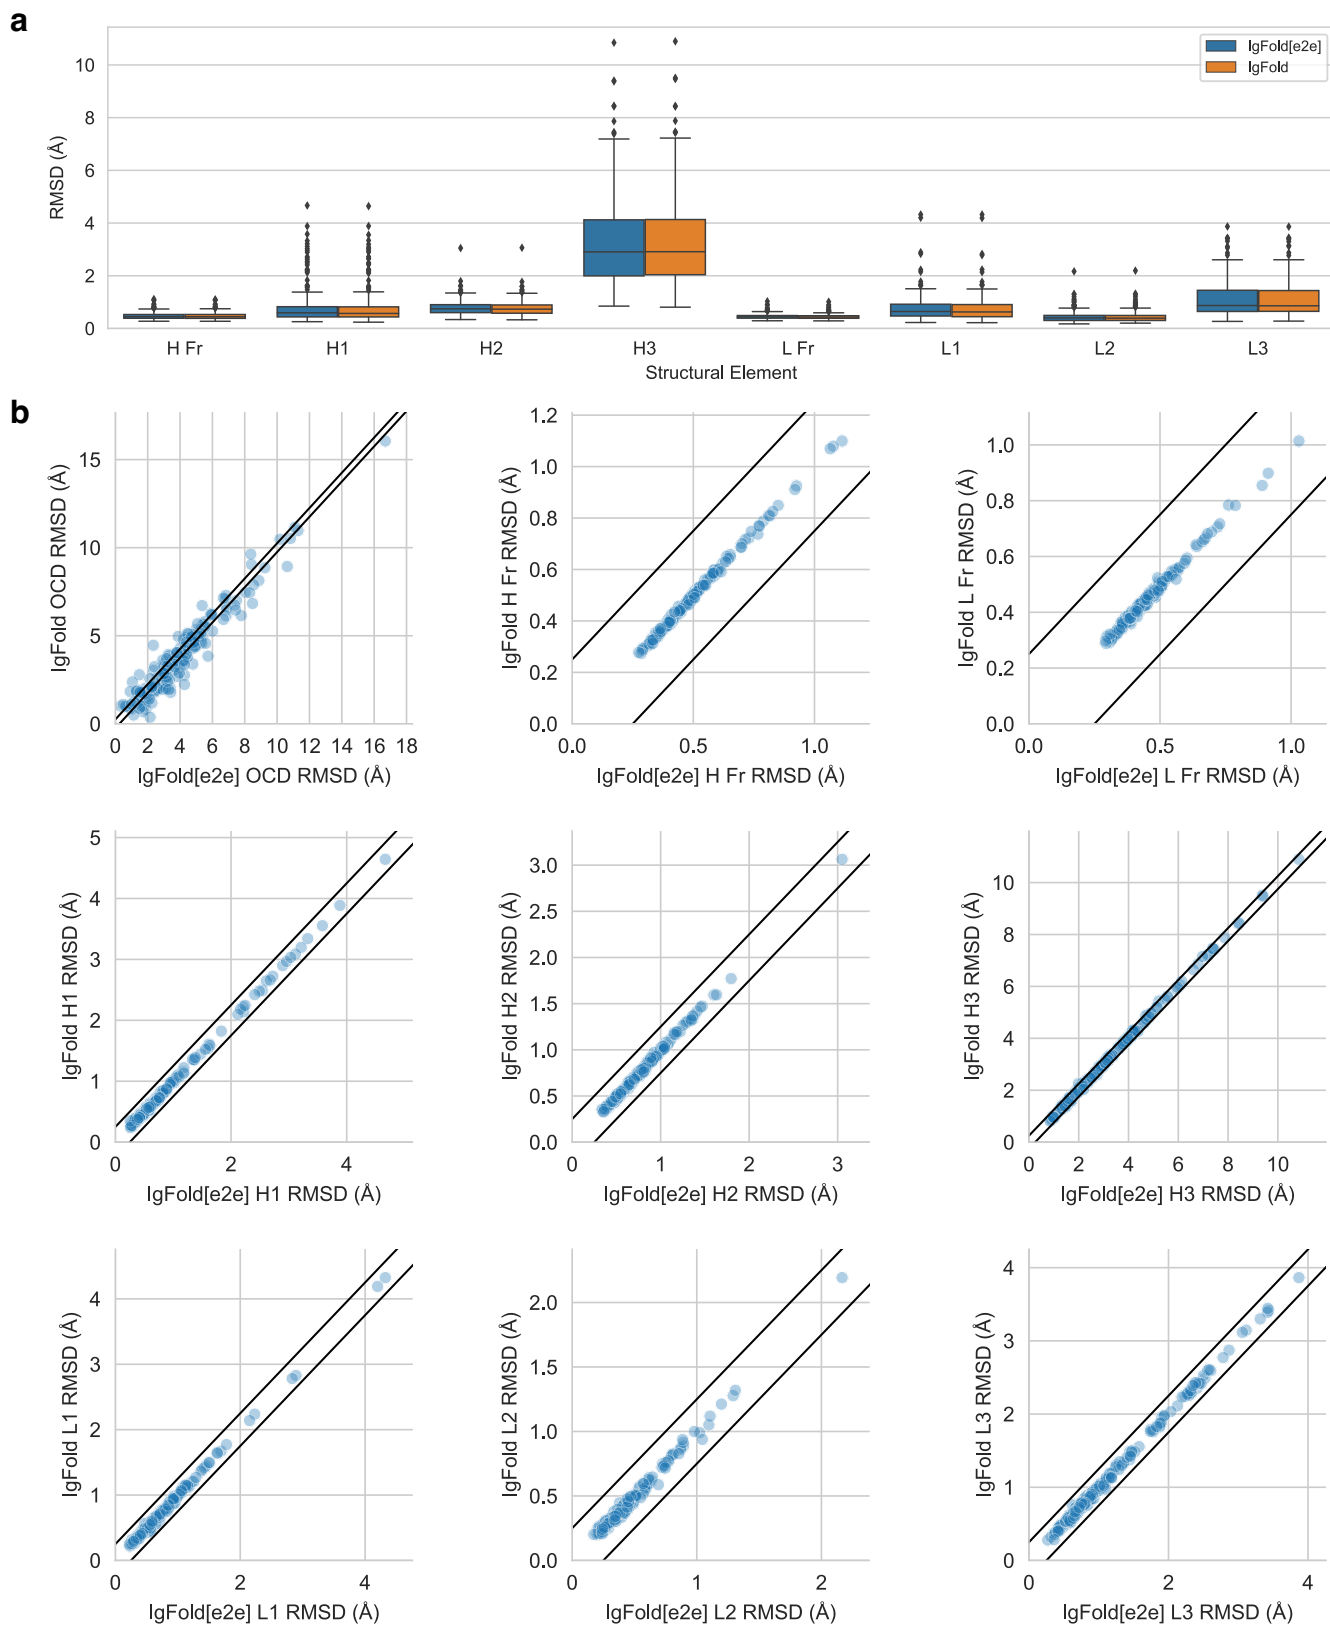 a
IgFold[e2e]
IgFold
RMSD (Å)
10
8
6
4
2
0
H Fr H1 H2 H3 L Fr L1 L2 L3
Structural Element
b
IgFold OCD RMSD (Å)
15
10
5
0
0 2 4 6 8 10 12 14 16 18
IgFold[e2e] OCD RMSD (Å)
IgFold H Fr RMSD (Å)
1.2
1.0
0.8
0.6
0.4
0.2
0.0
0.0 0.5 1.0
IgFold[e2e] H Fr RMSD (Å)
IgFold L Fr RMSD (Å)
1.0
0.8
0.6
0.4
0.2
0.0
0.0 0.5 1.0
IgFold[e2e] L Fr RMSD (Å)
IgFold H1 RMSD (Å)
5
4
3
2
1
0
0 2 4
IgFold[e2e] H1 RMSD (Å)
IgFold H2 RMSD (Å)
3.0
2.5
2.0
1.5
1.0
0.5
0.0
0 1 2 3
IgFold[e2e] H2 RMSD (Å)
IgFold H3 RMSD (Å)
10
8
6
4
2
0
0 2 4 6 8 10
IgFold[e2e] H3 RMSD (Å)
IgFold L1 RMSD (Å)
4
3
2
1
0
0 2 4
IgFold[e2e] L1 RMSD (Å)
IgFold L2 RMSD (Å)
2.0
1.5
1.0
0.5
0.0
0 1 2
IgFold[e2e] L2 RMSD (Å)
IgFold L3 RMSD (Å)
4
3
2
1
0
0 2 4
IgFold[e2e] L3 RMSD (Å)